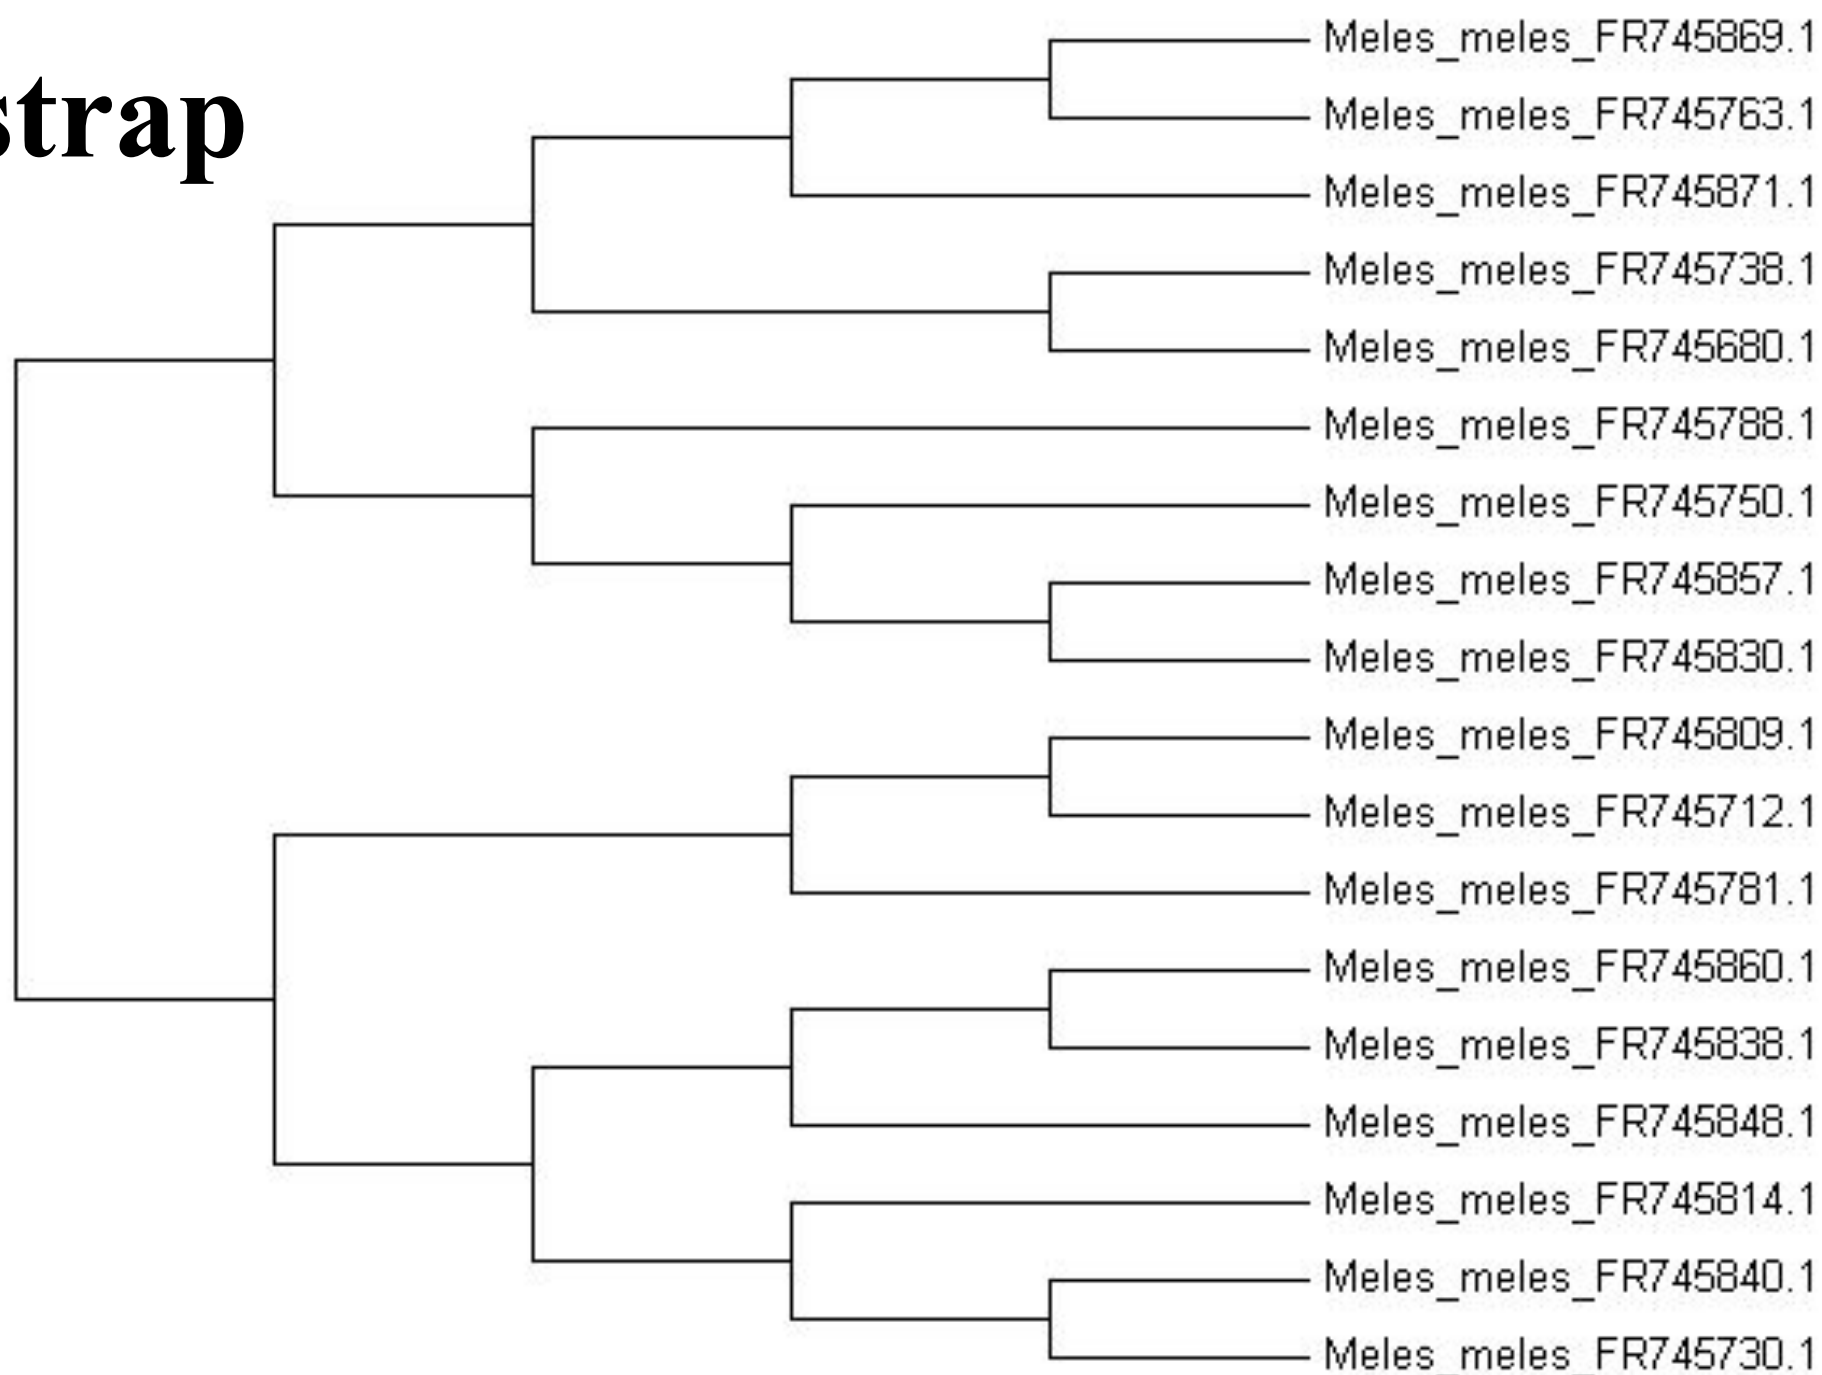 strap
Meles_meles_FR745869.1
Meles_meles_FR745763.1
Meles_meles_FR745871.1
Meles_meles_FR745738.1
Meles_meles_FR745680.1
Meles_meles_FR745788.1
Meles_meles_FR745750.1
Meles_meles_FR745857.1
Meles_meles_FR745830.1
Meles_meles_FR745809.1
Meles_meles_FR745712.1
Meles_meles_FR745781.1
Meles_meles_FR745860.1
Meles_meles_FR745838.1
Meles_meles_FR745848.1
Meles_meles_FR745814.1
Meles_meles_FR745840.1
Meles_meles_FR745730.1